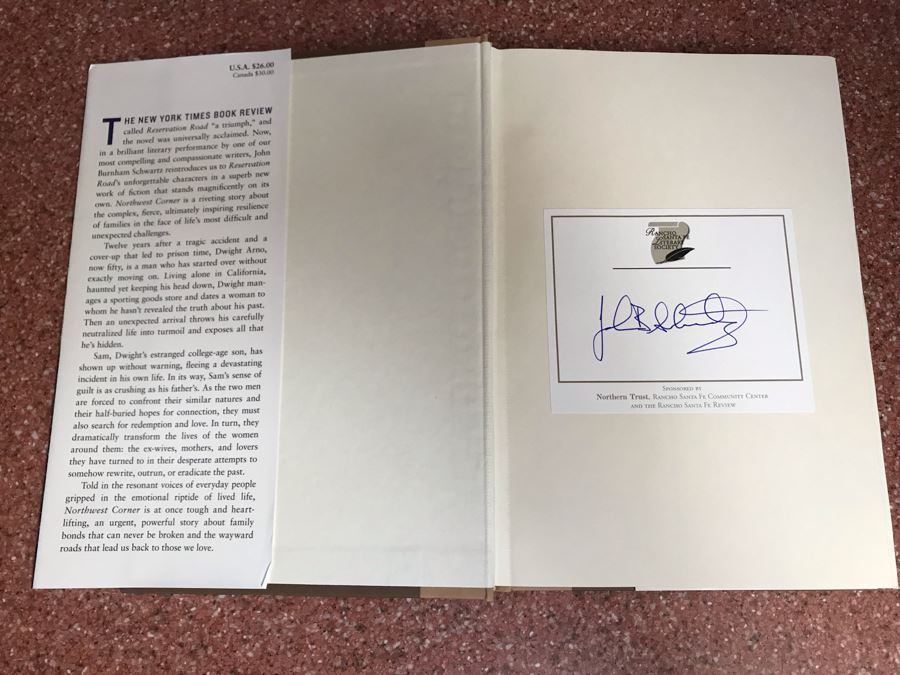 U.S.A. $26.00
Canada $30.00
THE NEW YORK TIMES BOOK REVIEW
called Reservation Road “a triumph,” and
the novel was universally acclaimed. Now,
in a brilliant literary performance by one of our
most compelling and compassionate writers, John
Burnham Schwartz reintroduces us to Reservation
Road’s unforgettable characters in a superb new
work of fiction that stands magnificently on its
own. Northwest Corner is a riveting story about
the complex, fierce, ultimately inspiring resilience
of families in the face of life’s most difficult and
unexpected challenges.
Twelve years after a tragic accident and a
cover-up that led to prison time, Dwight Arno,
now fifty, is a man who has started over without
exactly moving on. Living alone in California,
haunted yet keeping his head down, Dwight man-
ages a sporting goods store and dates a woman to
whom he hasn’t revealed the truth about his past.
Then an unexpected arrival throws his carefully
neutralized life into turmoil and exposes all that
he’s hidden.
Sam, Dwight’s estranged college-age son, has
shown up without warning, fleeing a devastating
incident in his own life. In its way, Sam’s sense of
guilt is as crushing as his father’s. As the two men
are forced to confront their similar natures and
their half-buried hopes for connection, they must
also search for redemption and love. In turn, they
dramatically transform the lives of the women
around them: the ex-wives, mothers, and lovers
they have turned to in their desperate attempts to
somehow rewrite, outrun, or eradicate the past.
Told in the resonant voices of everyday people
gripped in the emotional riptide of lived life,
Northwest Corner is at once tough and heart-
lifting, an urgent, powerful story about family
bonds that can never be broken and the wayward
roads that lead us back to those we love.
RANCHO
SANTA FE
LITERARY
SOCIETY
SPONSORED BY
Northern Trust, RANCHO SANTA FE COMMUNITY CENTER
AND THE RANCHO SANTA FE REVIEW